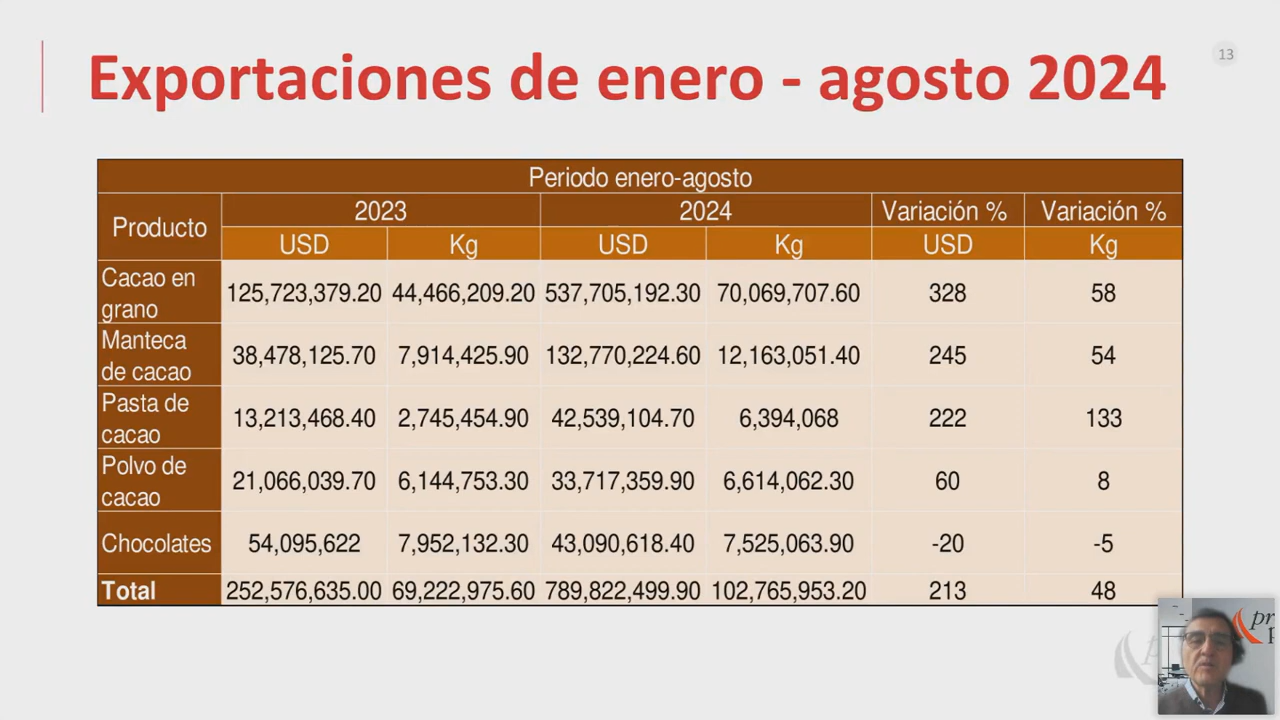 13
Exportaciones de enero - agosto 2024
Periodo enero-agosto
Producto 2023 2024 Variación % Variación %
USD Kg USD Kg USD Kg
Cacao en
grano 125,723,379.20 44,466,209.20 537,705,192.30 70,069,707.60 328 58
Manteca
de cacao 38,478,125.70 7,914,425.90 132,770,224.60 12,163,051.40 245 54
Pasta de
cacao 13,213,468.40 2,745,454.90 42,539,104.70 6,394,068 222 133
Polvo de
cacao 21,066,039.70 6,144,753.30 33,717,359.90 6,614,062.30 60 8
Chocolates 54,095,622 7,952,132.30 43,090,618.40 7,525,063.90 -20 -5
Total 252,576,635.00 69,222,975.60 789,822,499.90 102,765,953.20 213 48